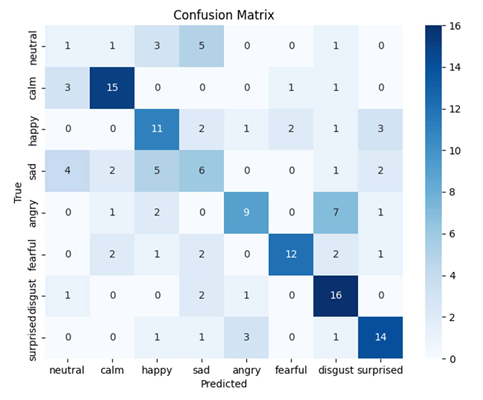 Confusion Matrix
neutral 1 1 3 5 0 0 1 0
calm 3 15 0 0 0 1 1 0
happy 0 0 11 2 1 2 0 3
sad 4 2 5 6 0 0 1 2
angry 0 1 2 0 9 0 7 1
fearful 0 2 1 2 0 12 2 1
disgust 1 0 0 2 1 0 16 0
surprised 0 0 1 1 3 0 1 14
neutral calm happy sad angry fearful disgust surprised
Predicted
True
16
14
12
10
8
6
4
2
0